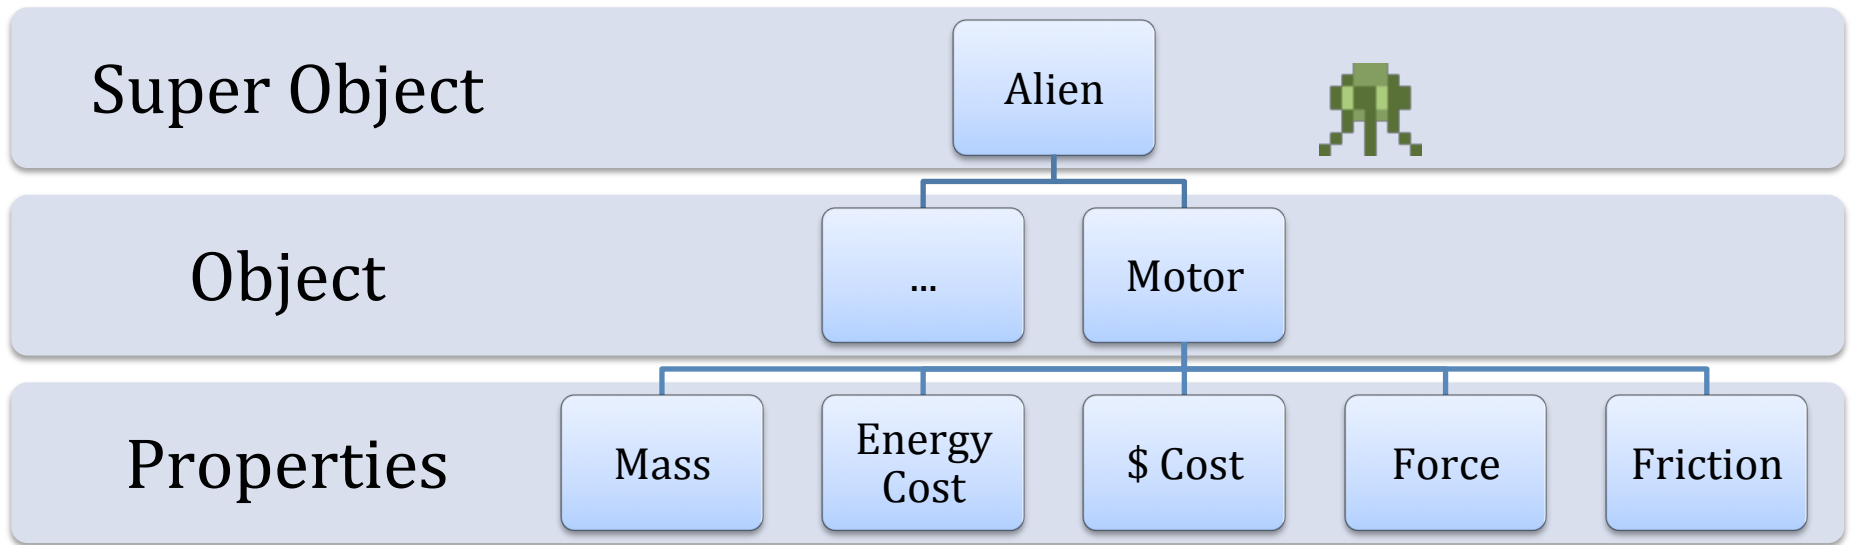 Super Object
Alien
Object
...
Motor
Properties
Mass
Energy
Cost
$ Cost
Force
Friction